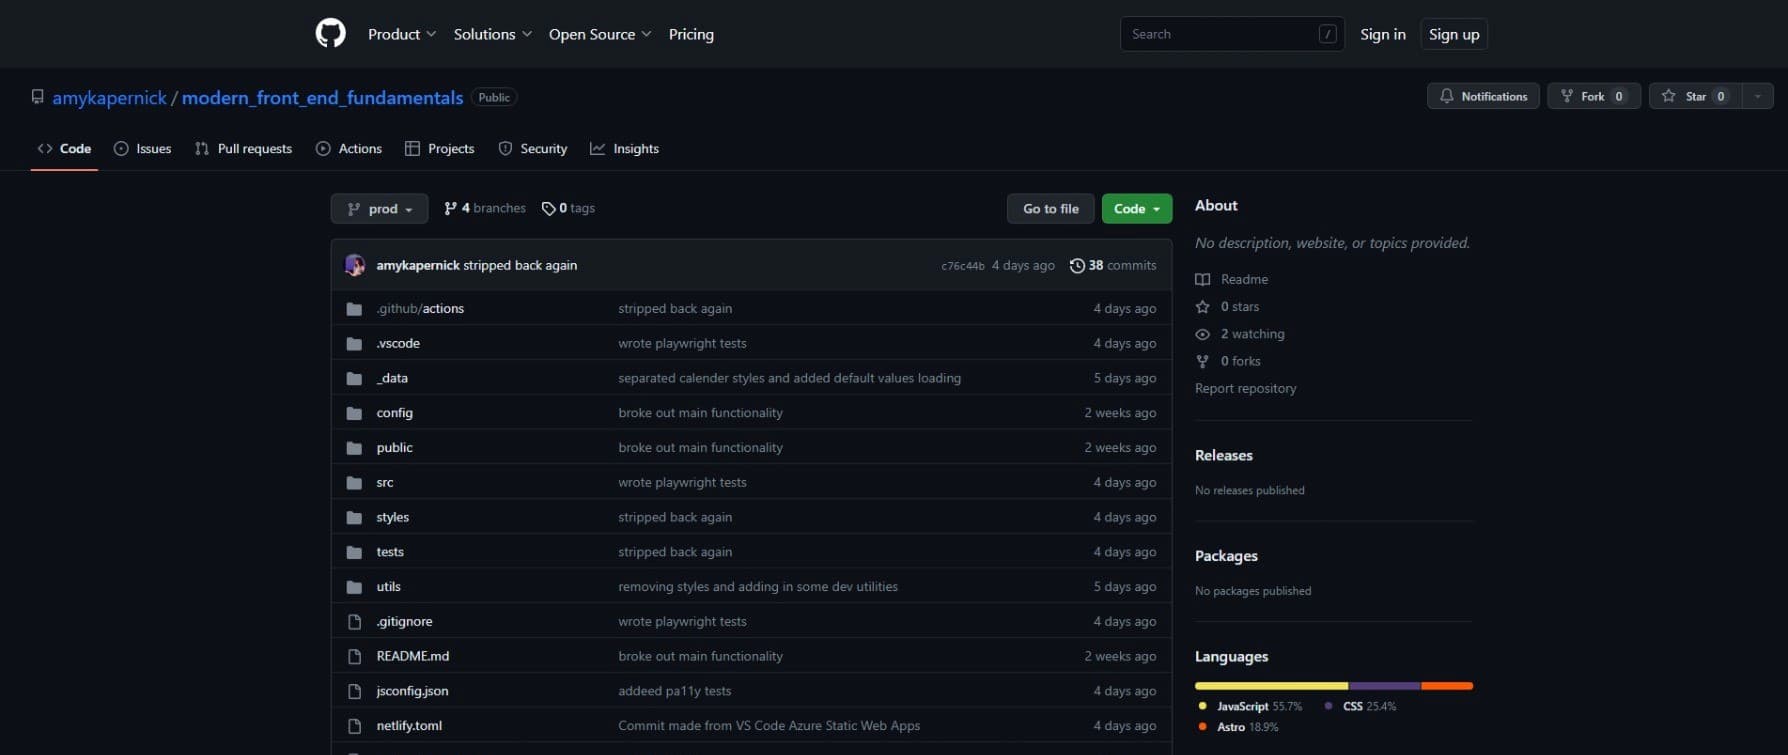 Product Solutions Open Source Pricing Search / Sign in Sign up
amykapernick / modern_front_end_fundamentals Public Notifications Fork 0 Star 0
Code Issues Pull requests Actions Projects Security Insights
prod 4 branches 0 tags Go to file Code
amykapernick stripped back again c76c44b 4 days ago 38 commits
.github/actions stripped back again 4 days ago
.vscode wrote playwright tests 4 days ago
_data separated calender styles and added default values loading 5 days ago
config broke out main functionality 2 weeks ago
public broke out main functionality 2 weeks ago
src wrote playwright tests 4 days ago
styles stripped back again 4 days ago
tests stripped back again 4 days ago
utils removing styles and adding in some dev utilities 5 days ago
.gitignore wrote playwright tests 4 days ago
README.md broke out main functionality 2 weeks ago
jsconfig.json addeed pa11y tests 4 days ago
netlify.toml Commit made from VS Code Azure Static Web Apps 4 days ago
About
No description, website, or topics provided.
Readme
0 stars
2 watching
0 forks
Report repository
Releases
No releases published
Packages
No packages published
Languages
JavaScript 55.7% CSS 25.4%
Astro 18.9%